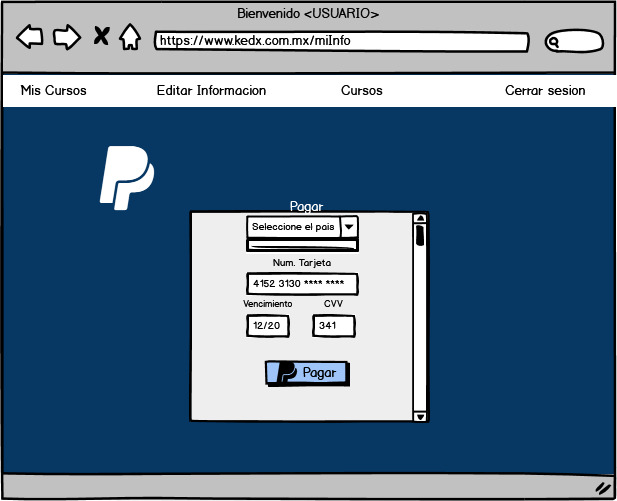 Bienvenido <USUARIO>
https://www.kedx.com.mx/miInfo
Mis Cursos Editar Informacion Cursos Cerrar sesion
Pagar
Seleccione el pais
Num. Tarjeta
4152 3130 **** ****
Vencimiento CVV
12/20 341
Pagar